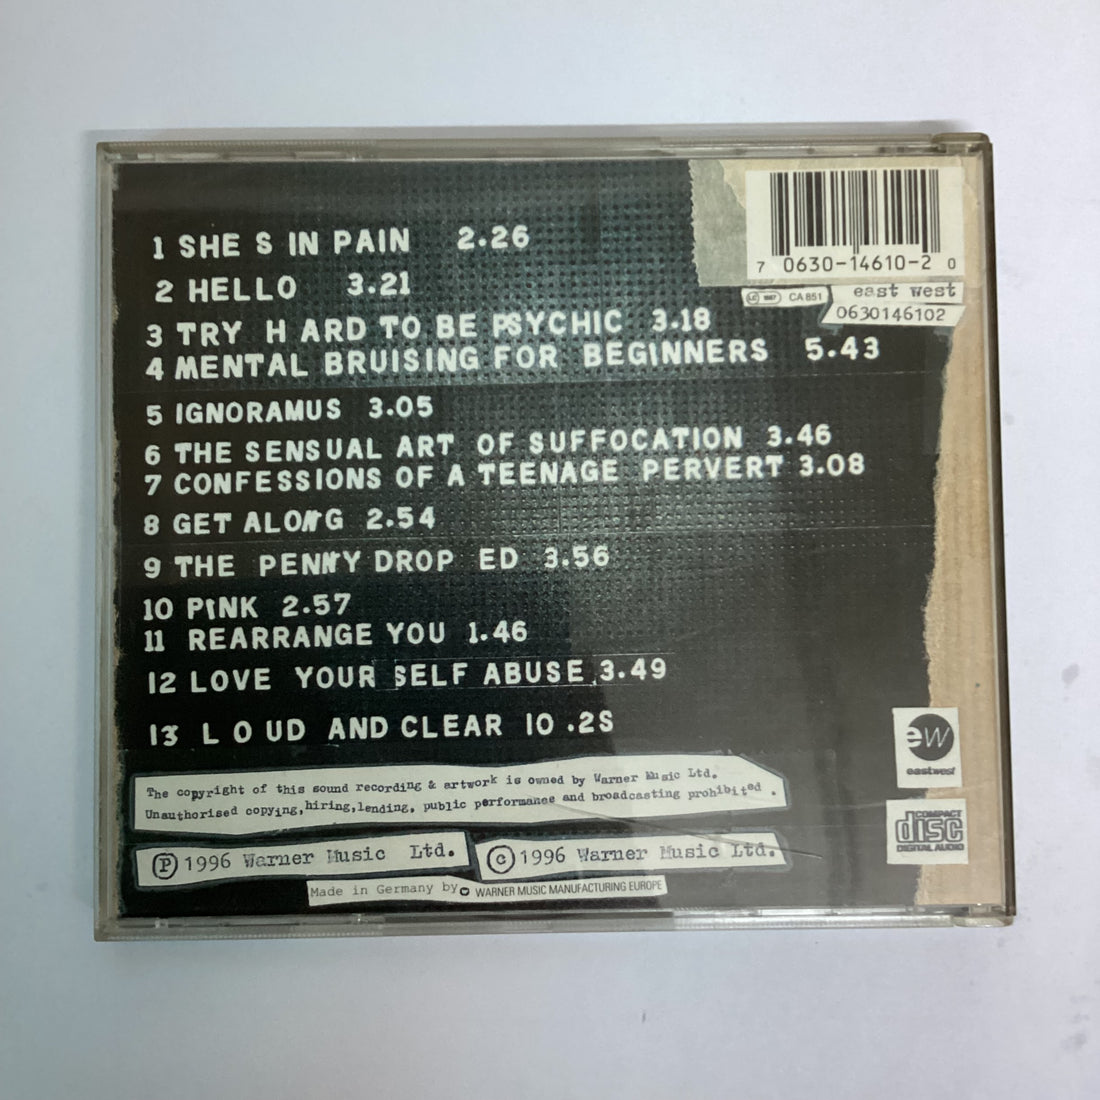 1 SHE S IN PAIN 2.26
2 HELLO 3.21
3 TRY H ARD TO BE PSYCHIC 3.18
4 MENTAL BRUISING FOR BEGINNERS 5.43
5 IGNORAMUS 3.05
6 THE SENSUAL ART OF SUFFOCATION 3.46
7 CONFESSIONS OF A TEENAGE PERVERT 3.08
8 GET ALONG 2.54
9 THE PENNY DROP ED 3.56
10 PINK 2.57
11 REARRANGE YOU 1.46
12 LOVE YOUR SELF ABUSE 3.49
13 L O UD AND CLEAR 10 .2S
7 0630-14610-2 0
LC CA 851
east west
0630146102
ew
eastwest
COMPACT
disc
DIGITAL AUDIO
The copyright of this sound recording & artwork is owned by Warner Music Ltd.
Unauthorised copying,hiring,lending, public performance and broadcasting prohibited .
Ⓟ 1996 Warner Music Ltd.
© 1996 Warner Music Ltd.
Made in Germany by WARNER MUSIC MANUFACTURING EUROPE